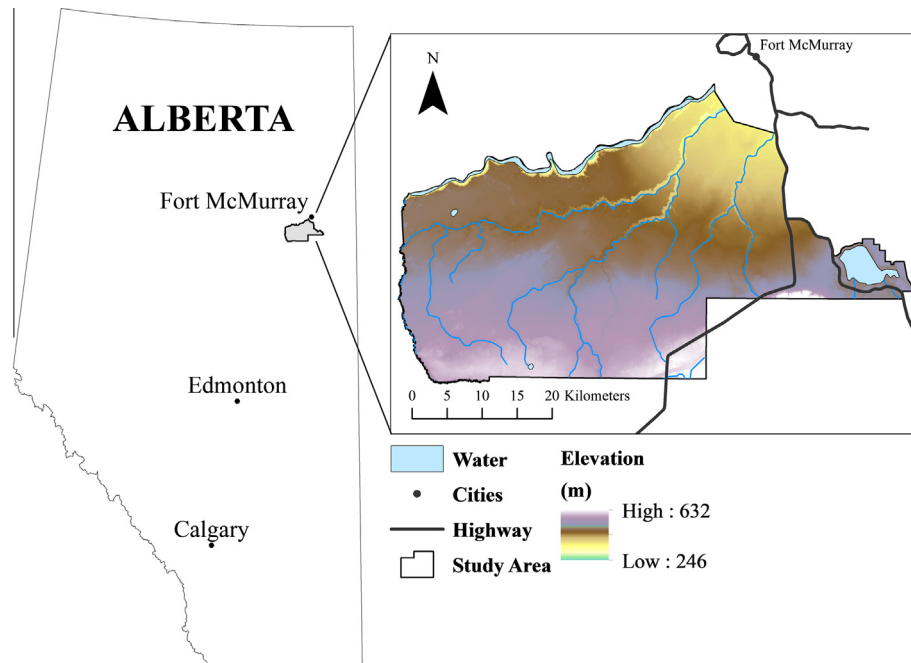 ALBERTA
Fort McMurray
Edmonton
Calgary
N
Fort McMurray
0 5 10 15 20 Kilometers
Water
Cities
Highway
Study Area
Elevation
(m)
High : 632
Low : 246